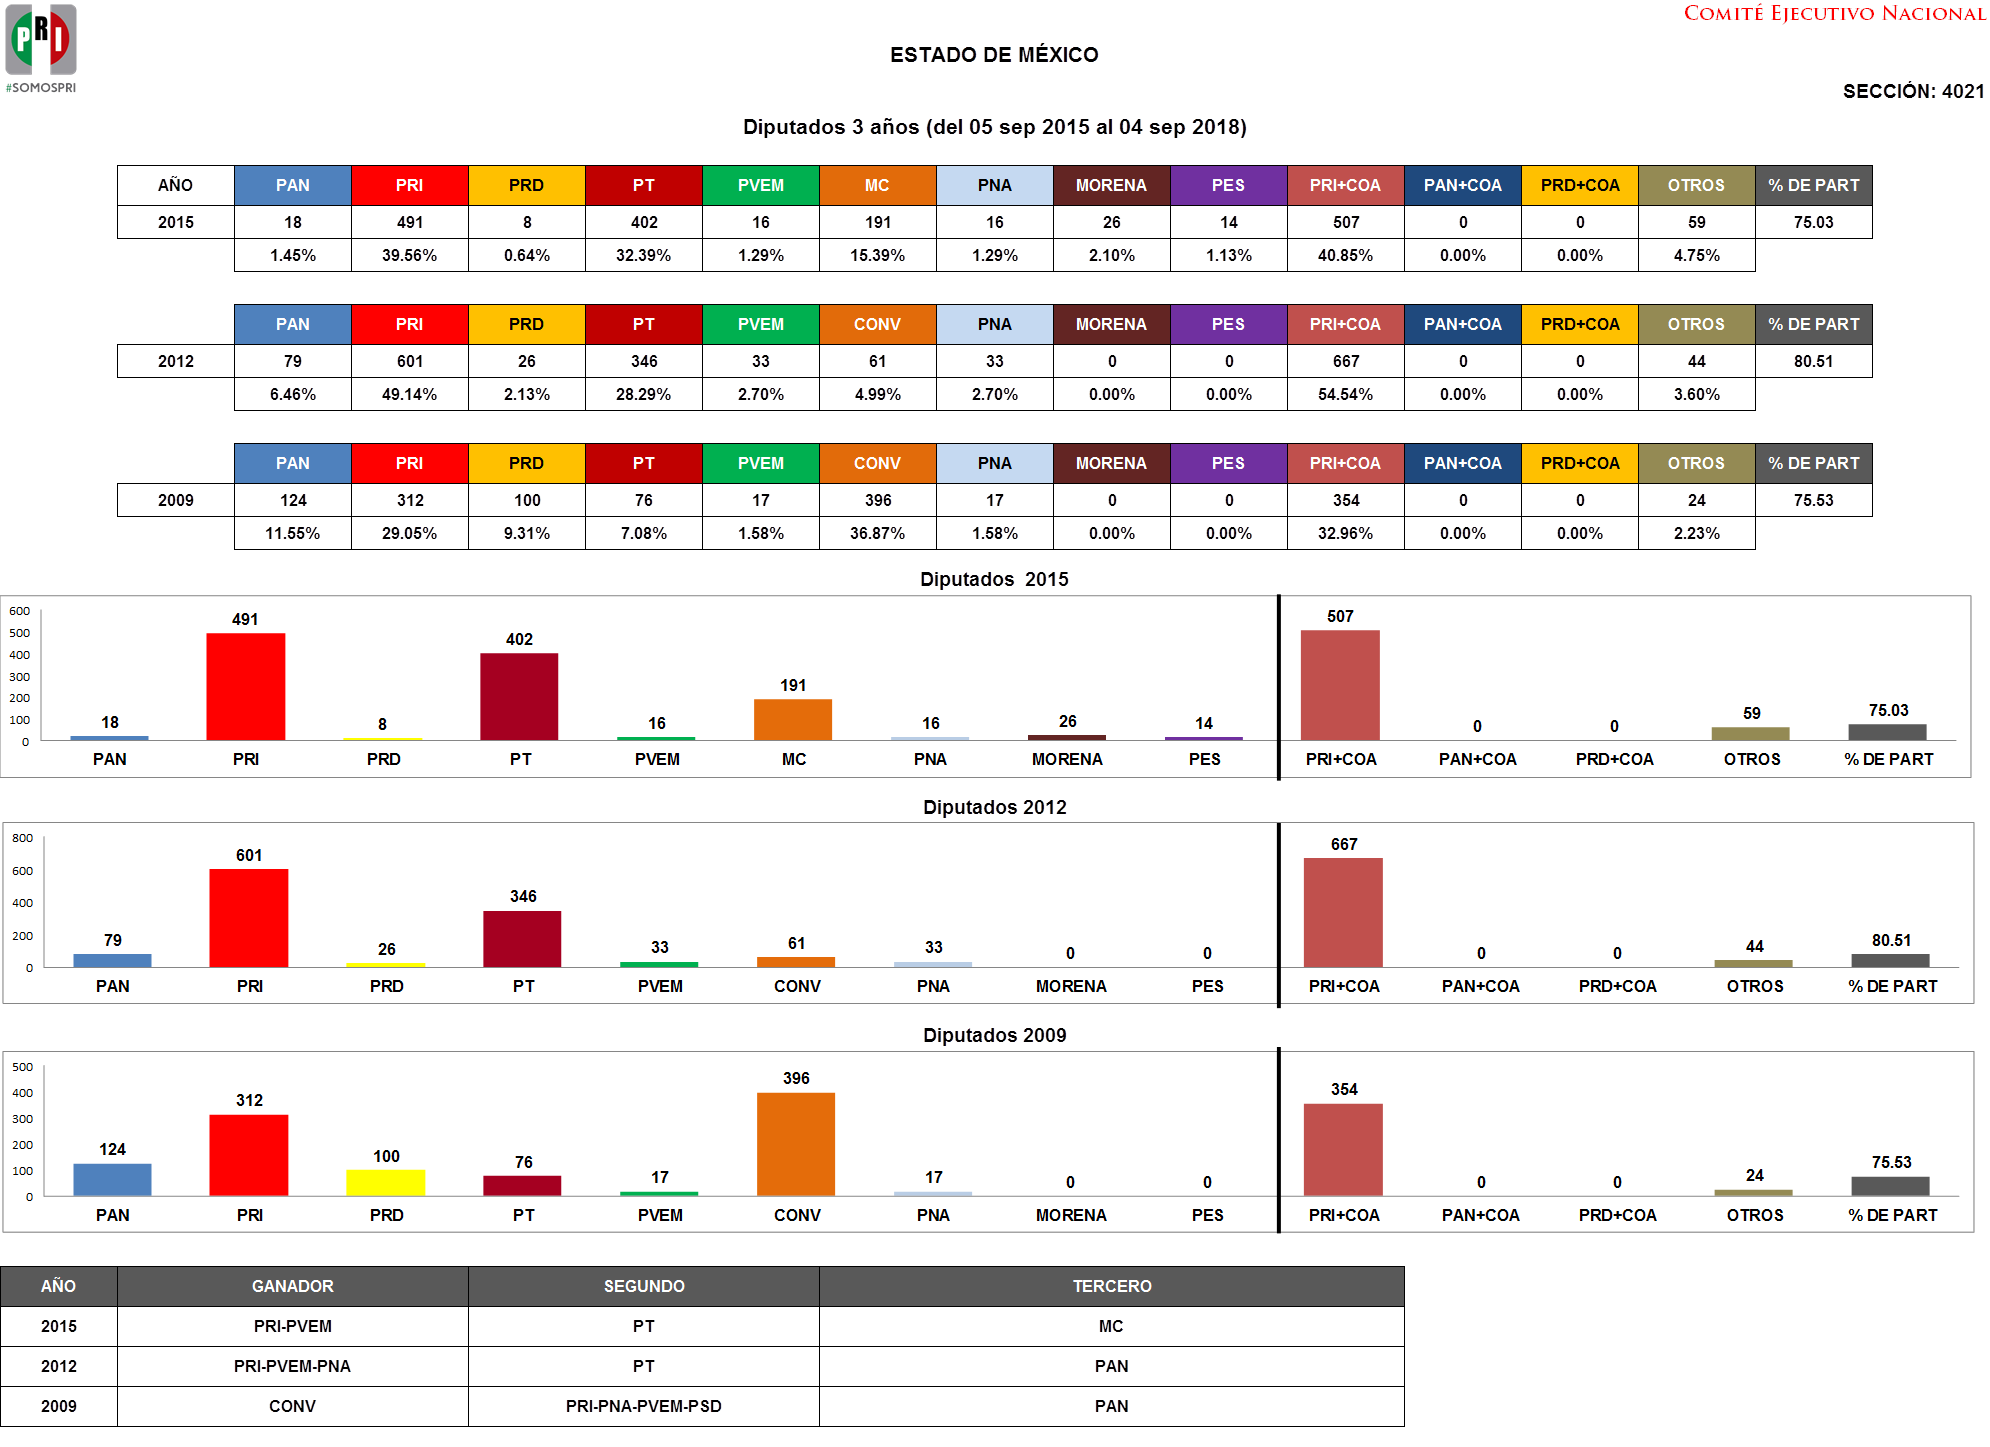 PRI
#SOMOSPRI
COMITÉ EJECUTIVO NACIONAL
ESTADO DE MÉXICO
SECCIÓN: 4021
Diputados 3 años (del 05 sep 2015 al 04 sep 2018)
AÑO PAN PRI PRD PT PVEM MC PNA MORENA PES PRI+COA PAN+COA PRD+COA OTROS % DE PART
2015 18 491 8 402 16 191 16 26 14 507 0 0 59 75.03
1.45% 39.56% 0.64% 32.39% 1.29% 15.39% 1.29% 2.10% 1.13% 40.85% 0.00% 0.00% 4.75%
PAN PRI PRD PT PVEM CONV PNA MORENA PES PRI+COA PAN+COA PRD+COA OTROS % DE PART
2012 79 601 26 346 33 61 33 0 0 667 0 0 44 80.51
6.46% 49.14% 2.13% 28.29% 2.70% 4.99% 2.70% 0.00% 0.00% 54.54% 0.00% 0.00% 3.60%
PAN PRI PRD PT PVEM CONV PNA MORENA PES PRI+COA PAN+COA PRD+COA OTROS % DE PART
2009 124 312 100 76 17 396 17 0 0 354 0 0 24 75.53
11.55% 29.05% 9.31% 7.08% 1.58% 36.87% 1.58% 0.00% 0.00% 32.96% 0.00% 0.00% 2.23%
Diputados 2015
600
500
400
300
200
100
0
18 491 8 402 16 191 16 26 14 507 0 0 59 75.03
PAN PRI PRD PT PVEM MC PNA MORENA PES PRI+COA PAN+COA PRD+COA OTROS % DE PART
Diputados 2012
800
600
400
200
0
79 601 26 346 33 61 33 0 0 667 0 0 44 80.51
PAN PRI PRD PT PVEM CONV PNA MORENA PES PRI+COA PAN+COA PRD+COA OTROS % DE PART
Diputados 2009
500
400
300
200
100
0
124 312 100 76 17 396 17 0 0 354 0 0 24 75.53
PAN PRI PRD PT PVEM CONV PNA MORENA PES PRI+COA PAN+COA PRD+COA OTROS % DE PART
AÑO GANADOR SEGUNDO TERCERO
2015 PRI-PVEM PT MC
2012 PRI-PVEM-PNA PT PAN
2009 CONV PRI-PNA-PVEM-PSD PAN